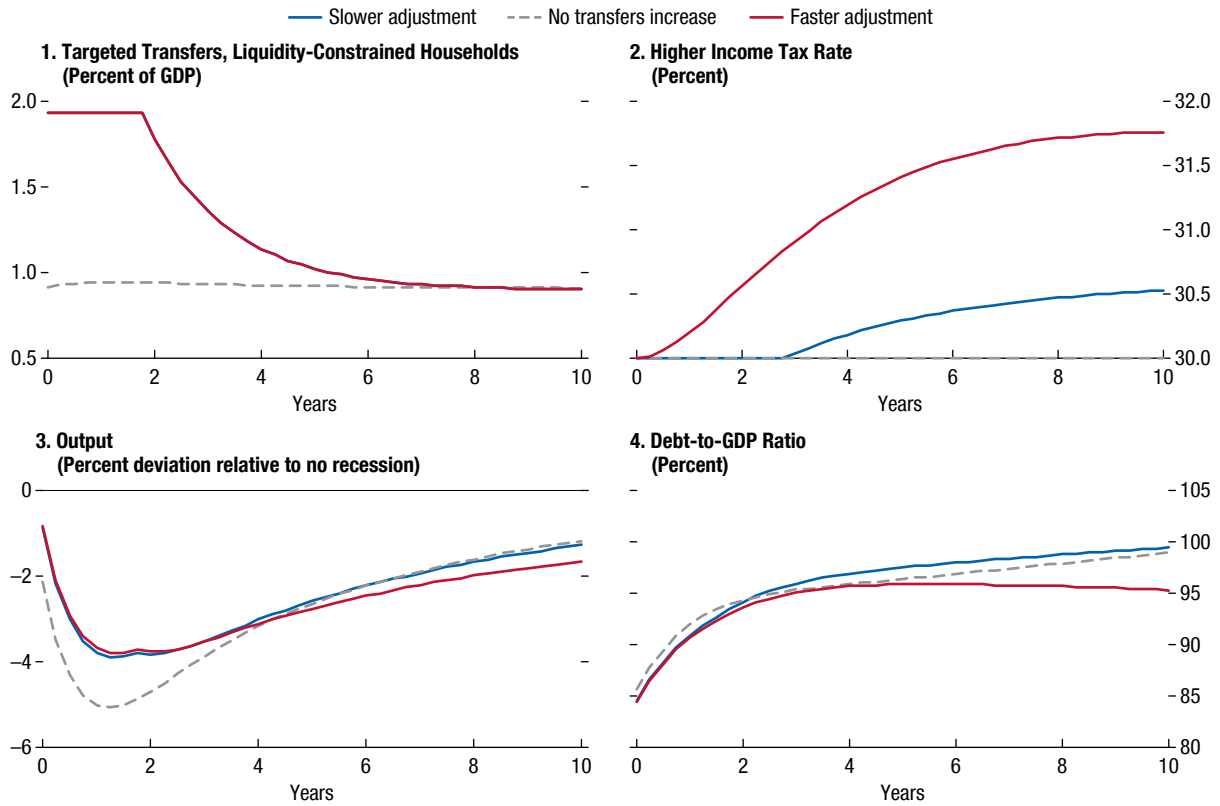 Slower adjustment No transfers increase Faster adjustment
1. Targeted Transfers, Liquidity-Constrained Households
(Percent of GDP)
2.0
1.5
1.0
0.5
0 2 4 6 8 10
Years
2. Higher Income Tax Rate
(Percent)
32.0
31.5
31.0
30.5
30.0
0 2 4 6 8 10
Years
3. Output
(Percent deviation relative to no recession)
0
–2
–4
–6
0 2 4 6 8 10
Years
4. Debt-to-GDP Ratio
(Percent)
105
100
95
90
85
80
0 2 4 6 8 10
Years